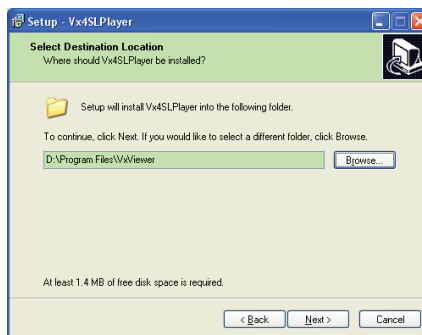 Setup - Vx4SLPlayer
Select Destination Location
Where should Vx4SLPlayer be installed?
Setup will install Vx4SLPlayer into the following folder.
To continue, click Next. If you would like to select a different folder, click Browse.
D:\Program Files\VxViewer
Browse...
At least 1.4 MB of free disk space is required.
< Back
Next >
Cancel